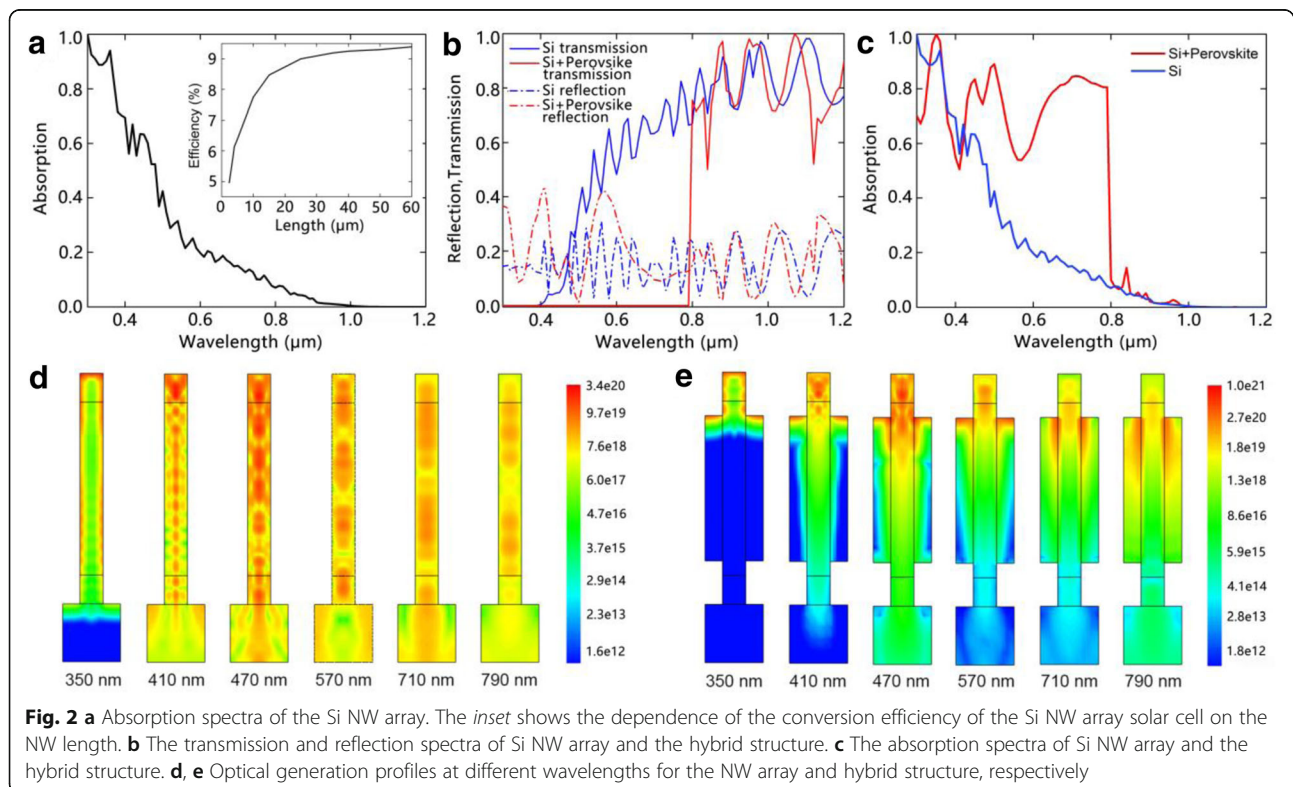 a
1.0
0.8
0.6
0.4
0.2
0.0
Absorption
0.4 0.6 0.8 1.0 1.2
Wavelength (μm)
9
8
7
6
5
Efficiency (%)
0 10 20 30 40 50 60
Length (μm)
b
1.0
0.8
0.6
0.4
0.2
0.0
Reflection,Transmission
Si transmission
Si+Perovsike
transmission
Si reflection
Si+Perovsike
reflection
0.4 0.6 0.8 1.0 1.2
Wavelength (μm)
c
1.0
0.8
0.6
0.4
0.2
0.0
Absorption
Si+Perovskite
Si
0.4 0.6 0.8 1.0 1.2
Wavelength (μm)
d
3.4e20
9.7e19
5.9e18
6.1e17
4.7e16
3.7e15
2.9e14
2.3e13
1.6e12
350 nm 410 nm 470 nm 570 nm 710 nm 790 nm
e
1.0e21
2.7e20
1.8e19
1.3e18
8.6e16
5.9e15
4.1e14
2.8e13
1.8e12
350 nm 410 nm 470 nm 570 nm 710 nm 790 nm
Fig. 2 a Absorption spectra of the Si NW array. The inset shows the dependence of the conversion efficiency of the Si NW array solar cell on the
NW length. b The transmission and reflection spectra of Si NW array and the hybrid structure. c The absorption spectra of Si NW array and the
hybrid structure. d, e Optical generation profiles at different wavelengths for the NW array and hybrid structure, respectively